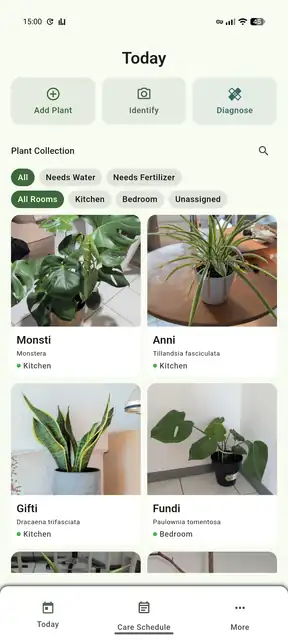 15:00
45
Today
Add Plant
Identify
Diagnose
Plant Collection
All
Needs Water
Needs Fertilizer
All Rooms
Kitchen
Bedroom
Unassigned
Monsti
Monstera
Kitchen
Anni
Tillandsia fasciculata
Kitchen
Gifti
Dracaena trifasciata
Kitchen
Fundi
Paulownia tomentosa
Bedroom
Today
Care Schedule
More